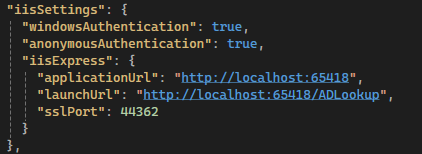 "iisSettings": {
"windowsAuthentication": true,
"anonymousAuthentication": true,
"iisExpress": {
"applicationUrl": "http://localhost:65418",
"launchUrl": "http://localhost:65418/ADLookup",
"sslPort": 44362
}
},